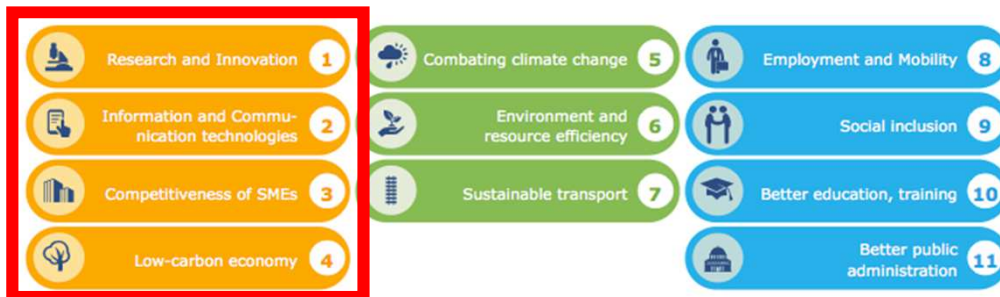 Research and Innovation 1
Information and Commu-
nication technologies 2
Competitiveness of SMEs 3
Low-carbon economy 4
Combating climate change 5
Environment and
resource efficiency 6
Sustainable transport 7
Employment and Mobility 8
Social inclusion 9
Better education, training 10
Better public
administration 11